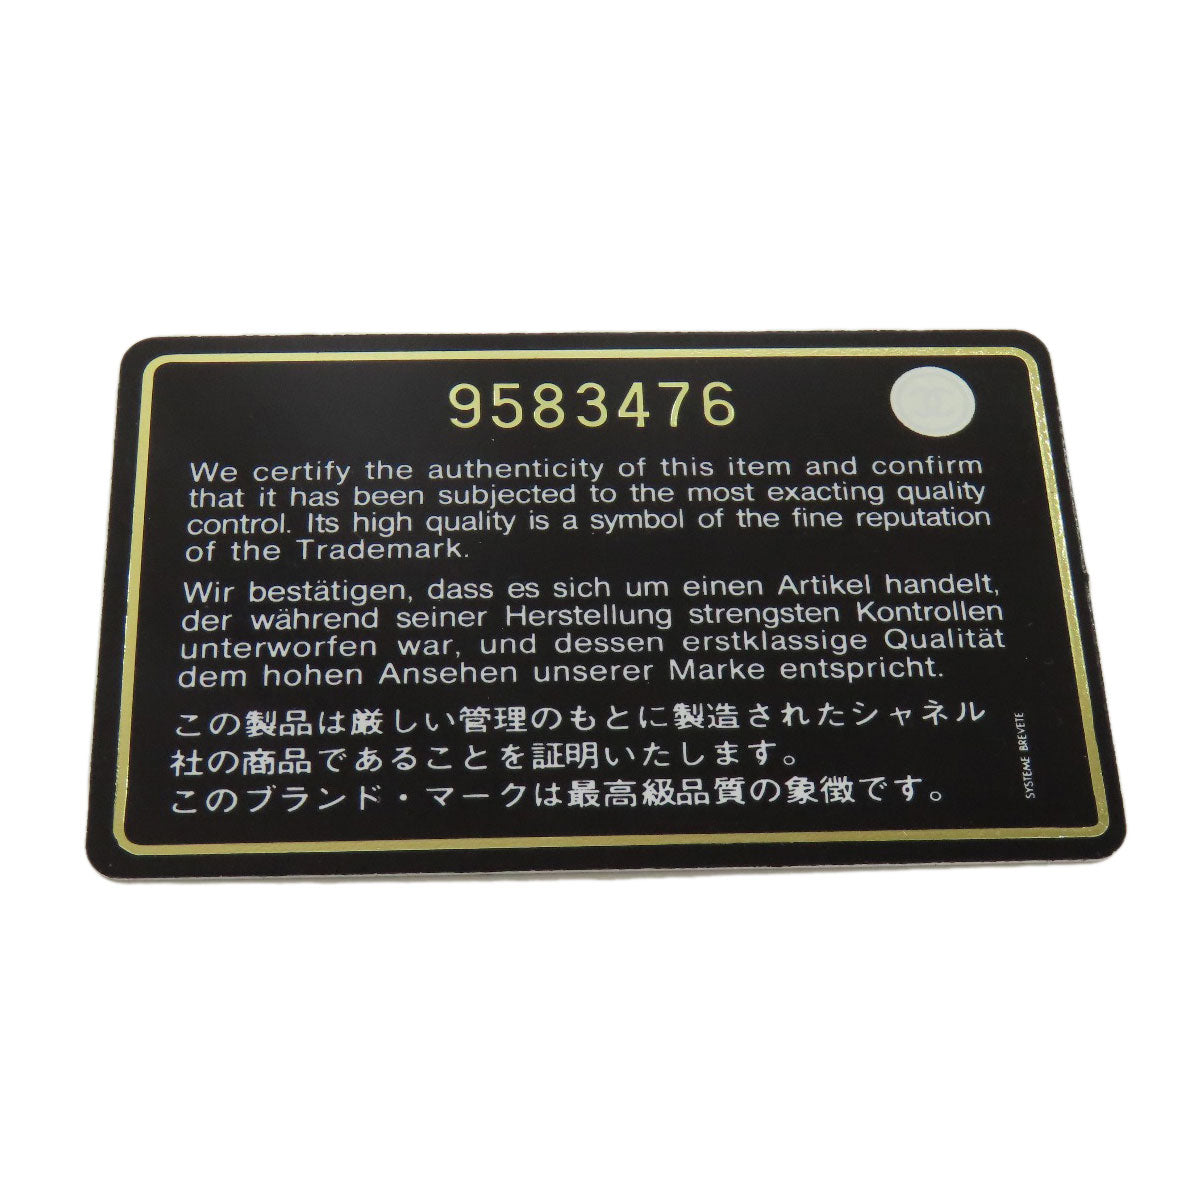 9583476
We certify the authenticity of this item and confirm
that it has been subjected to the most exacting quality
control. Its high quality is a symbol of the fine reputation
of the Trademark.
Wir bestätigen, dass es sich um einen Artikel handelt,
der während seiner Herstellung strengsten Kontrollen
unterworfen war, und dessen erstklassige Qualität
dem hohen Ansehen unserer Marke entspricht.
この製品は厳しい管理のもとに製造されたシャネル
社の商品であることを証明いたします。
このブランド・マークは最高級品質の象徴です。
SYSTEME BREVETE